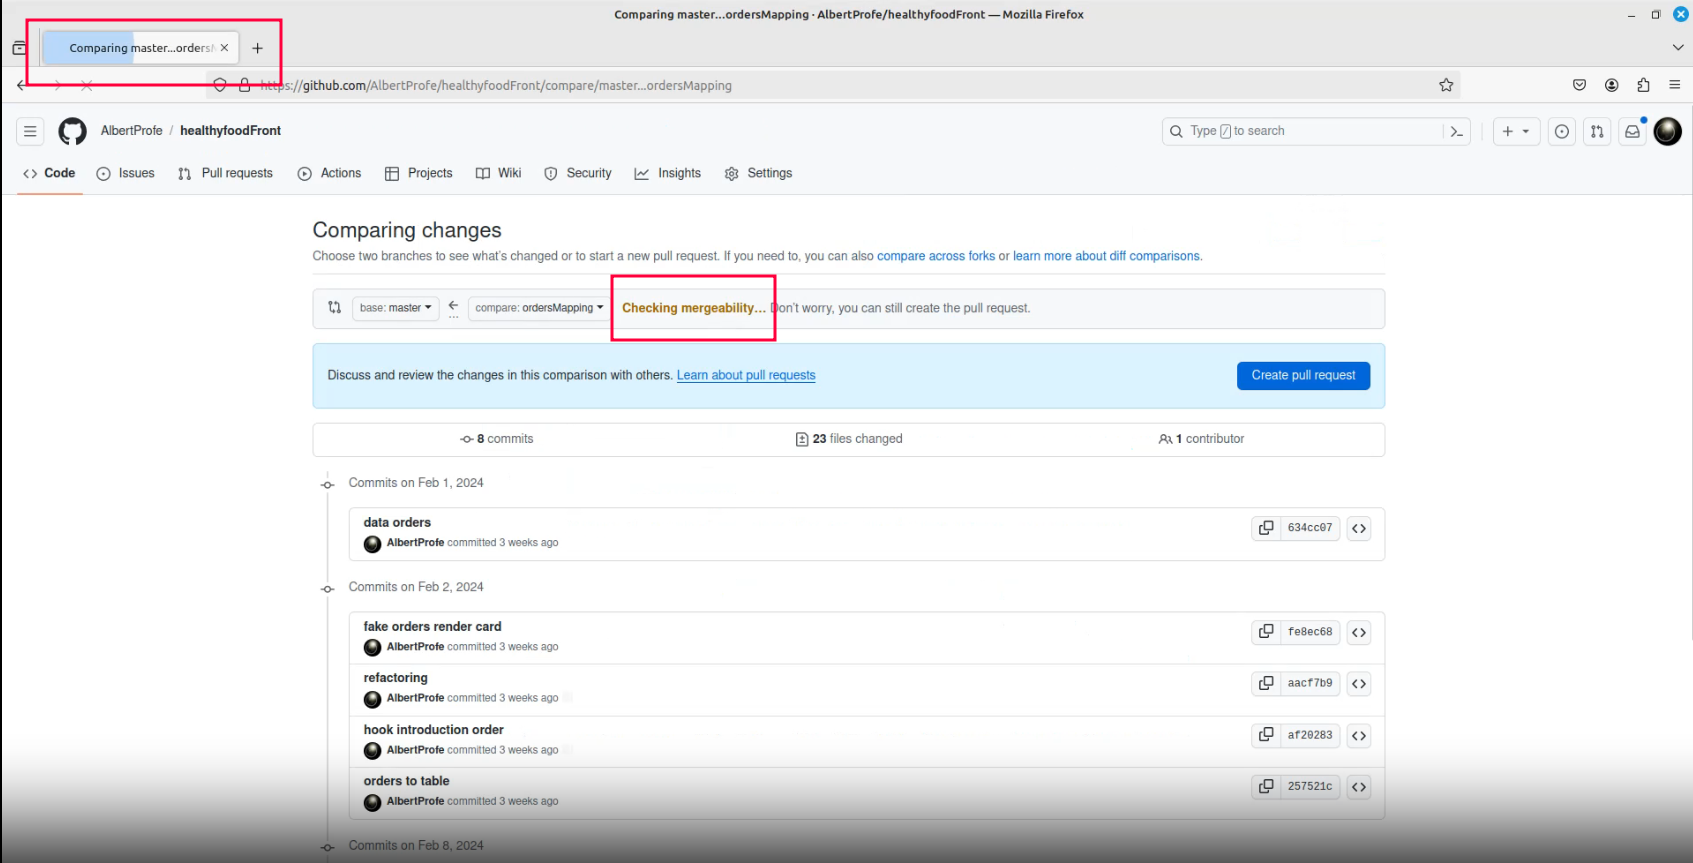 Comparing master...ordersMapping · AlbertProfe/healthyfoodFront — Mozilla Firefox
Comparing master...orders
https://github.com/AlbertProfe/healthyfoodFront/compare/master...ordersMapping
AlbertProfe / healthyfoodFront
Type / to search
Code Issues Pull requests Actions Projects Wiki Security Insights Settings
Comparing changes
Choose two branches to see what's changed or to start a new pull request. If you need to, you can also compare across forks or learn more about diff comparisons.
base: master ... compare: ordersMapping Checking mergeability... Don't worry, you can still create the pull request.
Discuss and review the changes in this comparison with others. Learn about pull requests Create pull request
8 commits 23 files changed 1 contributor
Commits on Feb 1, 2024
data orders
AlbertProfe committed 3 weeks ago 634cc07
Commits on Feb 2, 2024
fake orders render card
AlbertProfe committed 3 weeks ago fe8ec68
refactoring
AlbertProfe committed 3 weeks ago aacf7b9
hook introduction order
AlbertProfe committed 3 weeks ago af20283
orders to table
AlbertProfe committed 3 weeks ago 257521c
Commits on Feb 8, 2024